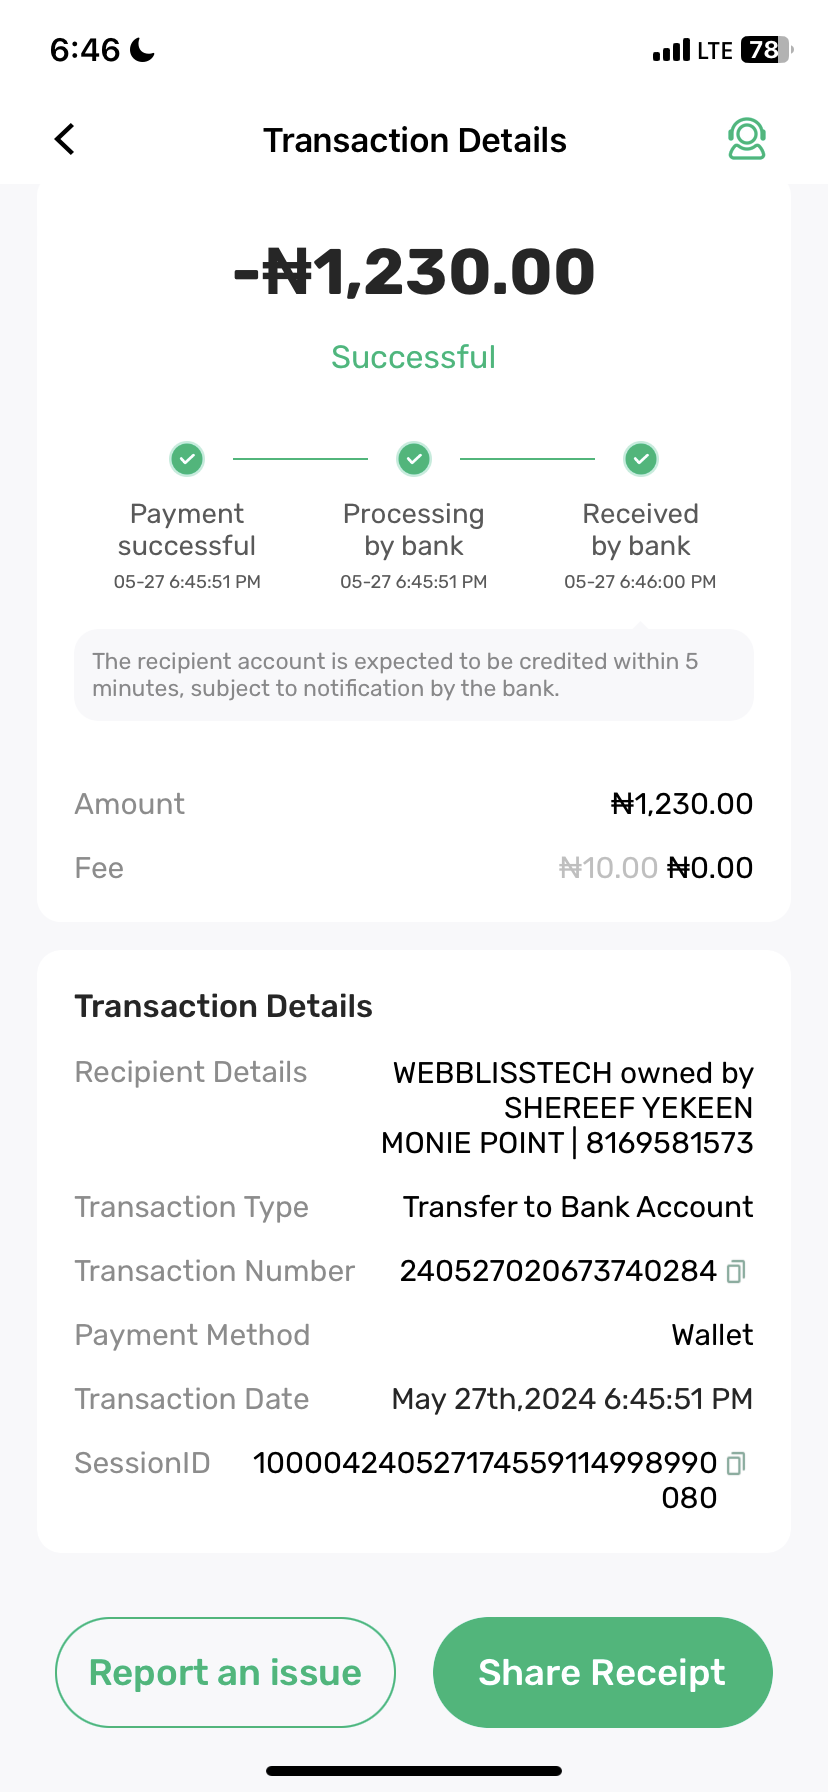 6:46 LTE 78
Transaction Details
-₦1,230.00
Successful
Payment successful
05-27 6:45:51 PM
Processing by bank
05-27 6:45:51 PM
Received by bank
05-27 6:46:00 PM
The recipient account is expected to be credited within 5
minutes, subject to notification by the bank.
Amount ₦1,230.00
Fee ₦10.00 ₦0.00
Transaction Details
Recipient Details WEBBLISSTECH owned by
SHEREEF YEKEEN
MONIE POINT | 8169581573
Transaction Type Transfer to Bank Account
Transaction Number 240527020673740284
Payment Method Wallet
Transaction Date May 27th,2024 6:45:51 PM
SessionID 100004240527174559114998990
080
Report an issue Share Receipt